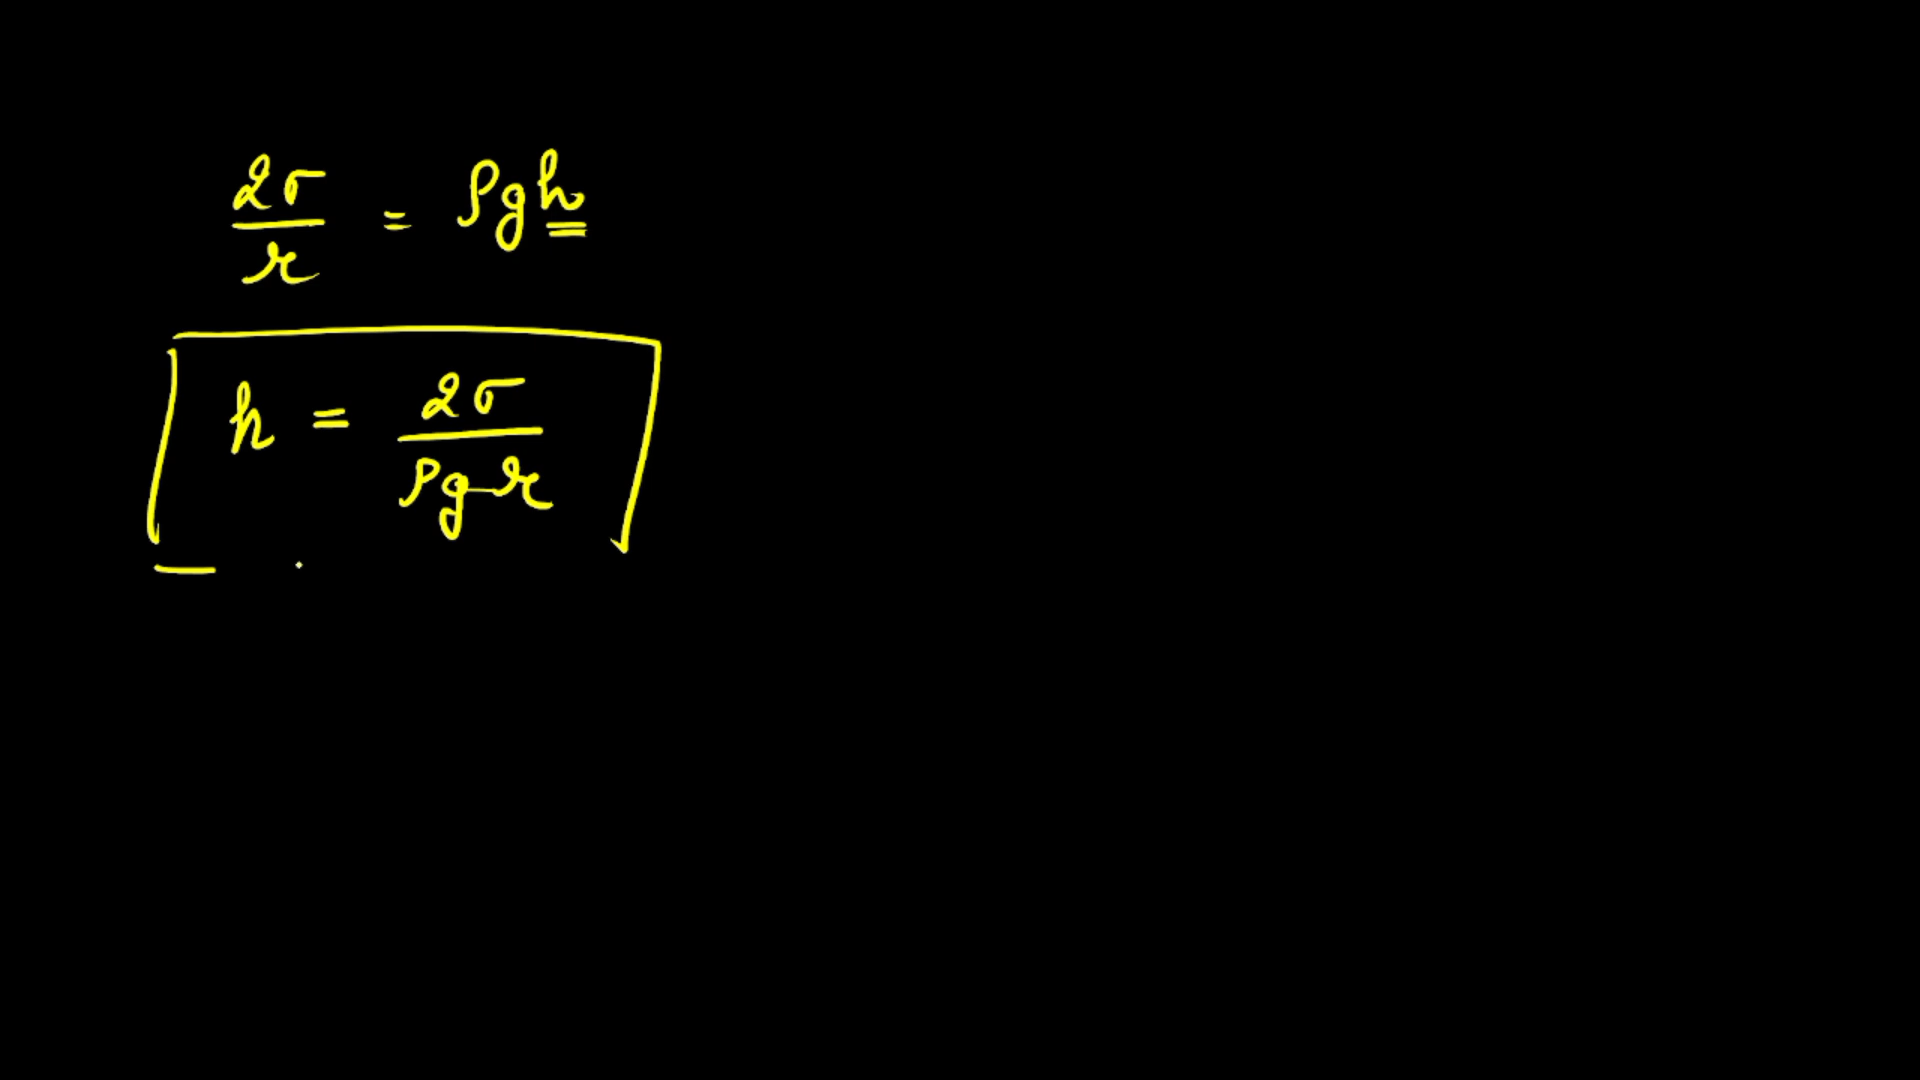 2σ/r = ρgh
h = 2σ/ρgr